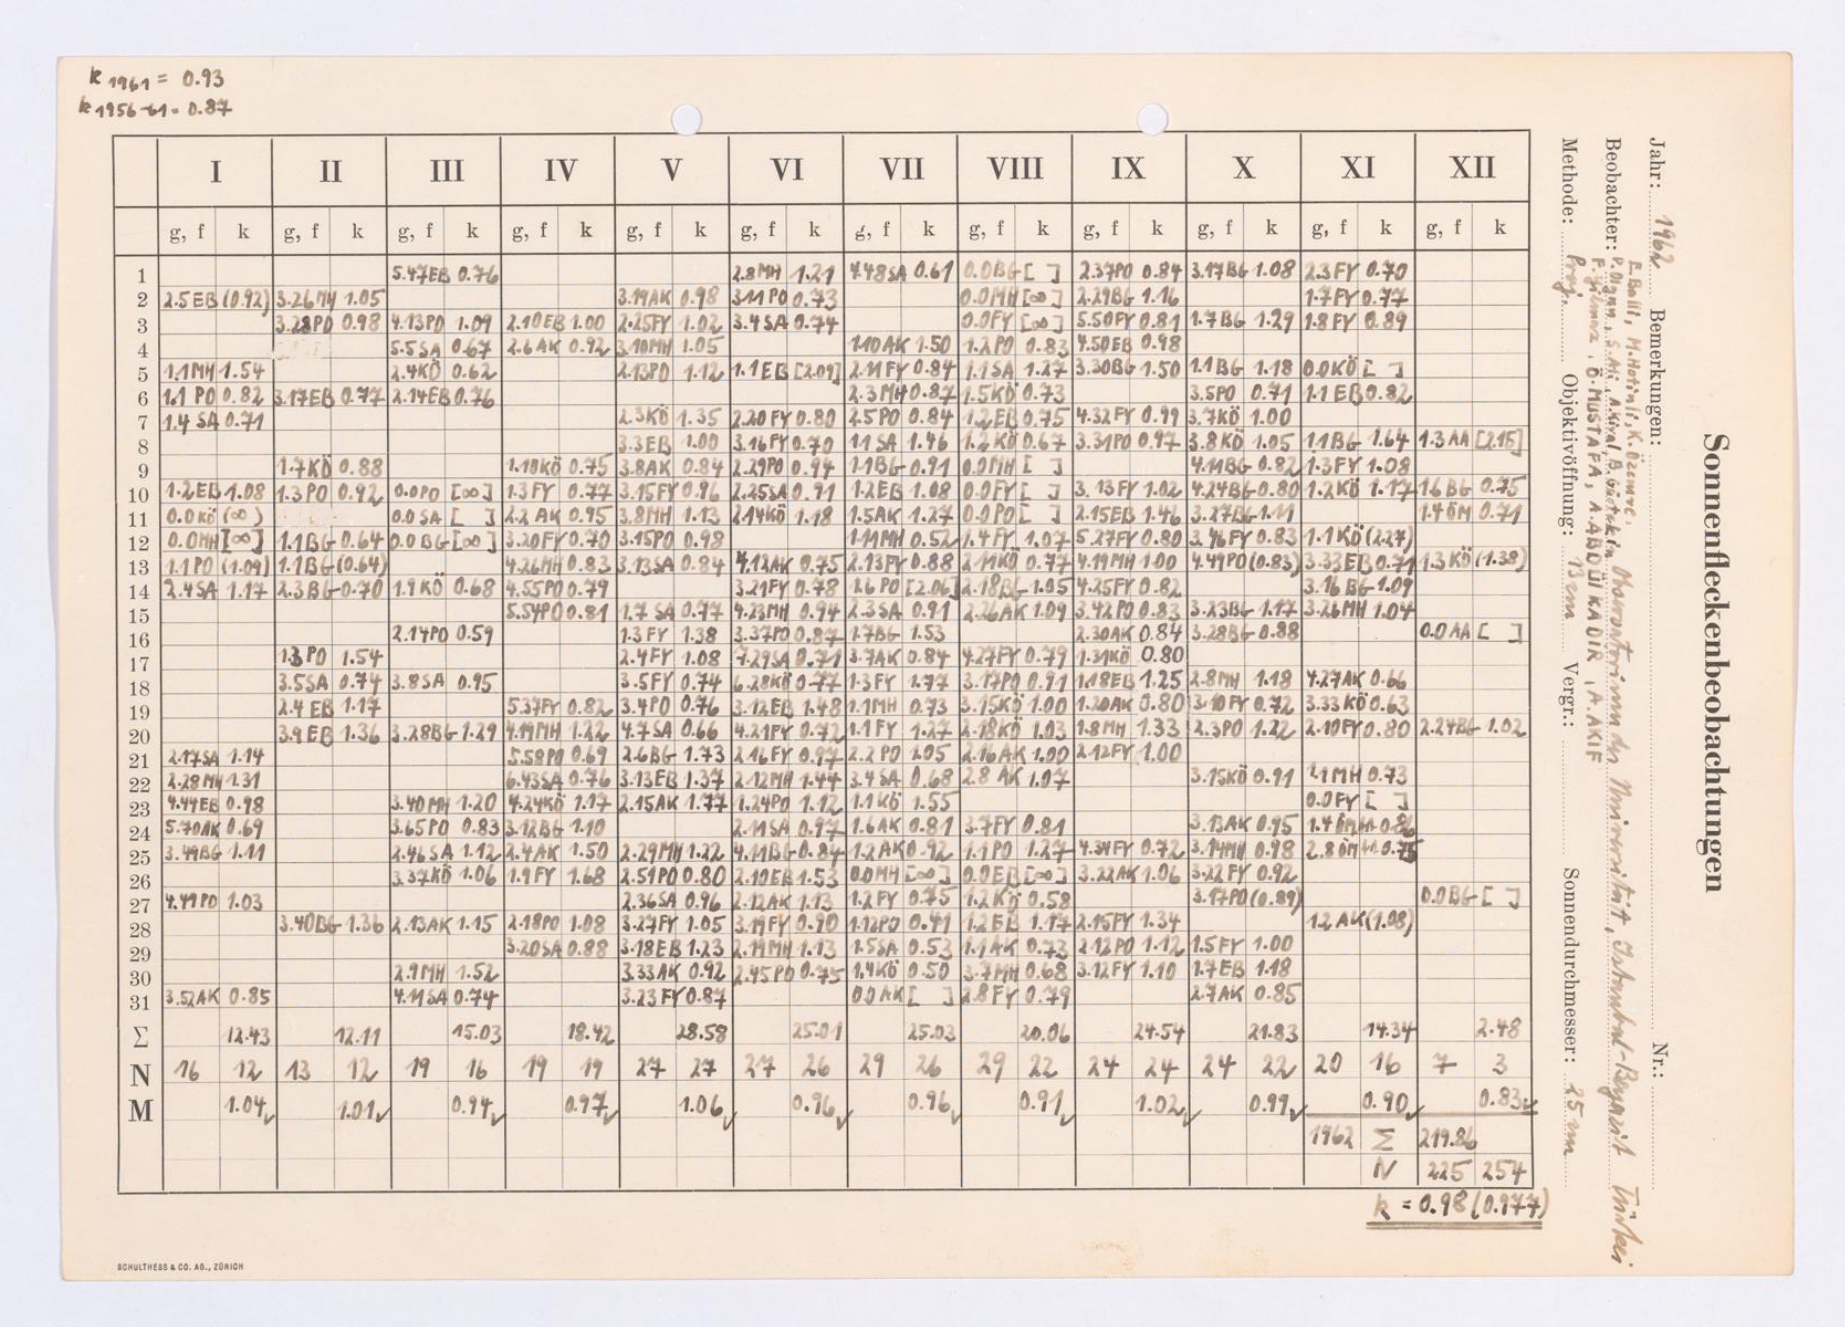 k 1961 = 0.93
k 1956-61 = 0.87
I II III IV V VI VII VIII IX X XI XII
g, f k g, f k g, f k g, f k g, f k g, f k g, f k g, f k g, f k g, f k g, f k g, f k
1 5.47EB 0.76 2.8MH 1.21 4.48SA 0.61 0.0BG [ ] 2.37PO 0.84 3.17BG 1.08 2.3FY 0.70
2 2.5EB (0.92) 3.26MH 1.05 3.19AK 0.98 3.11PO 0.73 0.0MH [∞] 2.29BG 1.16 1.7FY 0.77
3 3.28PO 0.98 4.13PO 1.09 2.10EB 1.00 2.25FY 1.02 3.4SA 0.74 0.0FY [∞] 5.50FY 0.81 1.7BG 1.29 1.8FY 0.89
4 5.5SA 0.67 2.6AK 0.92 3.10MH 1.05 1.10AK 1.50 1.2PO 0.83 4.50EB 0.98
5 1.1MH 1.54 2.4KÖ 0.62 2.13PO 1.12 1.1EB [2.09] 2.11FY 0.84 1.1SA 1.27 3.30BG 1.50 1.1BG 1.18 0.0KÖ [ ]
6 1.1PO 0.82 3.17EB 0.77 2.14EB 0.76 2.3MH 0.87 1.5KÖ 0.73 3.5PO 0.71 1.1EB 0.82
7 1.4SA 0.71 2.3KÖ 1.35 2.20FY 0.80 2.5PO 0.84 1.2EB 0.75 4.32FY 0.99 3.7KÖ 1.00
8 3.3EB 1.00 3.16FY 0.70 1.1SA 1.46 1.2KÖ 0.67 3.31PO 0.97 3.8KÖ 1.05 1.1BG 1.64 1.3AA [2.15]
9 1.7KÖ 0.88 1.10KÖ 0.75 3.8AK 0.84 2.29PO 0.94 1.1BG 0.91 0.0MH [ ] 4.11BG 0.82 1.3FY 1.08
10 1.2EB 1.08 1.3PO 0.92 0.0PO [∞] 1.3FY 0.77 3.15FY 0.96 2.25SA 0.91 1.2EB 1.08 0.0FY [ ] 3.13FY 1.02 4.24BG 0.80 1.2KÖ 1.17 1.6BG 0.75
11 0.0KÖ (∞) 0.0SA [ ] 2.2AK 0.95 3.8MH 1.13 2.14KÖ 1.18 1.5AK 1.27 0.0PO [ ] 2.15EB 1.46 3.27BG 1.11 1.4ÖM 0.71
12 0.0MH [∞] 1.1BG 0.64 0.0BG [∞] 3.20FY 0.70 3.15PO 0.98 1.11MH 0.52 1.4FY 1.07 5.27FY 0.80 3.46FY 0.83 1.1KÖ (2.27)
13 1.1PO (1.09) 1.1BG (0.64) 4.26MH 0.83 3.13SA 0.84 4.12AK 0.75 2.13FY 0.88 2.11KÖ 0.77 4.19MH 1.00 4.49PO (0.83) 3.33EB 0.71 1.3KÖ (1.38)
14 2.4SA 1.17 2.3BG 0.70 1.9KÖ 0.68 4.55PO 0.79 3.21FY 0.78 1.6PO [2.06] 2.18BG 1.05 4.25FY 0.82 3.16BG 1.09
15 5.54PO 0.81 1.7SA 0.77 4.23MH 0.94 2.3SA 0.91 2.26AK 1.09 3.42PO 0.83 3.23BG 1.17 3.26MH 1.04
16 2.14PO 0.59 1.3FY 1.38 3.37PO 0.87 1.7BG 1.53 2.30AK 0.84 3.28BG 0.88 0.0AA [ ]
17 1.3PO 1.54 2.4FY 1.08 7.29SA 0.71 3.7AK 0.84 4.27FY 0.79 1.31KÖ 0.80
18 3.5SA 0.74 3.8SA 0.95 3.5FY 0.74 6.28KÖ 0.77 1.3FY 1.77 3.17PO 0.91 1.18EB 1.25 2.8MH 1.18 4.27AK 0.66
19 2.4EB 1.17 5.37FY 0.82 3.4PO 0.76 3.12EB 1.48 1.1MH 0.73 3.15KÖ 1.00 1.20AK 0.80 3.10FY 0.72 3.33KÖ 0.63
20 3.9EB 1.36 3.28BG 1.29 4.19MH 1.22 4.7SA 0.66 4.21FY 0.72 1.1FY 1.27 2.18KÖ 1.03 1.8MH 1.33 2.3PO 1.22 2.10FY 0.80 2.24BG 1.02
21 2.17SA 1.14 5.58PO 0.69 2.6BG 1.73 2.16FY 0.97 2.2PO 1.05 2.16AK 1.00 2.12FY 1.00
22 2.28MH 1.31 6.43SA 0.76 3.13EB 1.37 2.12MH 1.44 3.4SA 0.68 2.8AK 1.07 3.15KÖ 0.91 2.1MH 0.73
23 4.44EB 0.98 3.40MH 1.20 4.24KÖ 1.17 2.15AK 1.77 1.24PO 1.12 1.1KÖ 1.55 0.0FY [ ]
24 5.70AK 0.69 3.65PO 0.83 3.12BG 1.10 2.11SA 0.97 1.6AK 0.81 3.7FY 0.81 3.13AK 0.95 1.4ÖM
25 3.49BG 1.11 2.46SA 1.12 2.4AK 1.50 2.29MH 1.22 4.11BG 0.84 1.2AK 0.92 1.1PO 1.27 4.34FY 0.72 3.14MH 0.98 2.8ÖM 0.75
26 3.37KÖ 1.06 1.9FY 1.68 2.51PO 0.80 2.10EB 1.53 0.0MH [∞] 0.0EB [∞] 3.22AK 1.06 3.22FY 0.92
27 4.49PO 1.03 2.36SA 0.96 2.12AK 1.13 1.2FY 0.75 1.2KÖ 0.58 3.17PO (0.89) 0.0BG [ ]
28 3.40BG 1.36 2.13AK 1.15 2.18PO 1.08 3.27FY 1.05 3.19FY 0.90 1.12PO 0.41 1.2EB 1.17 2.15FY 1.34 1.2AK (1.08)
29 3.20SA 0.88 3.18EB 1.23 2.19MH 1.13 1.5SA 0.53 1.1AK 0.73 2.12PO 1.12 1.5FY 1.00
30 2.9MH 1.52 3.33AK 0.92 2.45PO 0.75 1.4KÖ 0.50 3.7MH 0.68 3.12FY 1.10 1.7EB 1.18
31 3.52AK 0.85 4.11SA 0.74 3.23FY 0.87 0.0AK [ ] 2.8FY 0.79 2.7AK 0.85
Σ 12.43 12.11 15.03 18.42 28.58 25.01 25.03 20.06 24.54 21.83 14.34 2.48
N 16 12 13 12 19 16 19 19 27 27 27 26 29 26 29 22 24 24 24 22 20 16 7 3
M 1.04 1.01 0.94 0.97 1.06 0.96 0.96 0.91 1.02 0.99 0.90 0.83
1962 Σ 219.86
N 225 254
k = 0.98 (0.977)
SCHULTHESS & CO. AG., ZÜRICH
Sonnenfleckenbeobachtungen
Jahr: 1962 Bemerkungen: Nr.:
Beobachter: Observatorium der Universität, Istanbul-Beyazit Türkei
Ö. MUSTAFA, A. ABDÜLKADIR, A. AKIF
Methode: Proj. Objektivöffnung: 13 cm Vergr.: Sonnendurchmesser: 25 cm